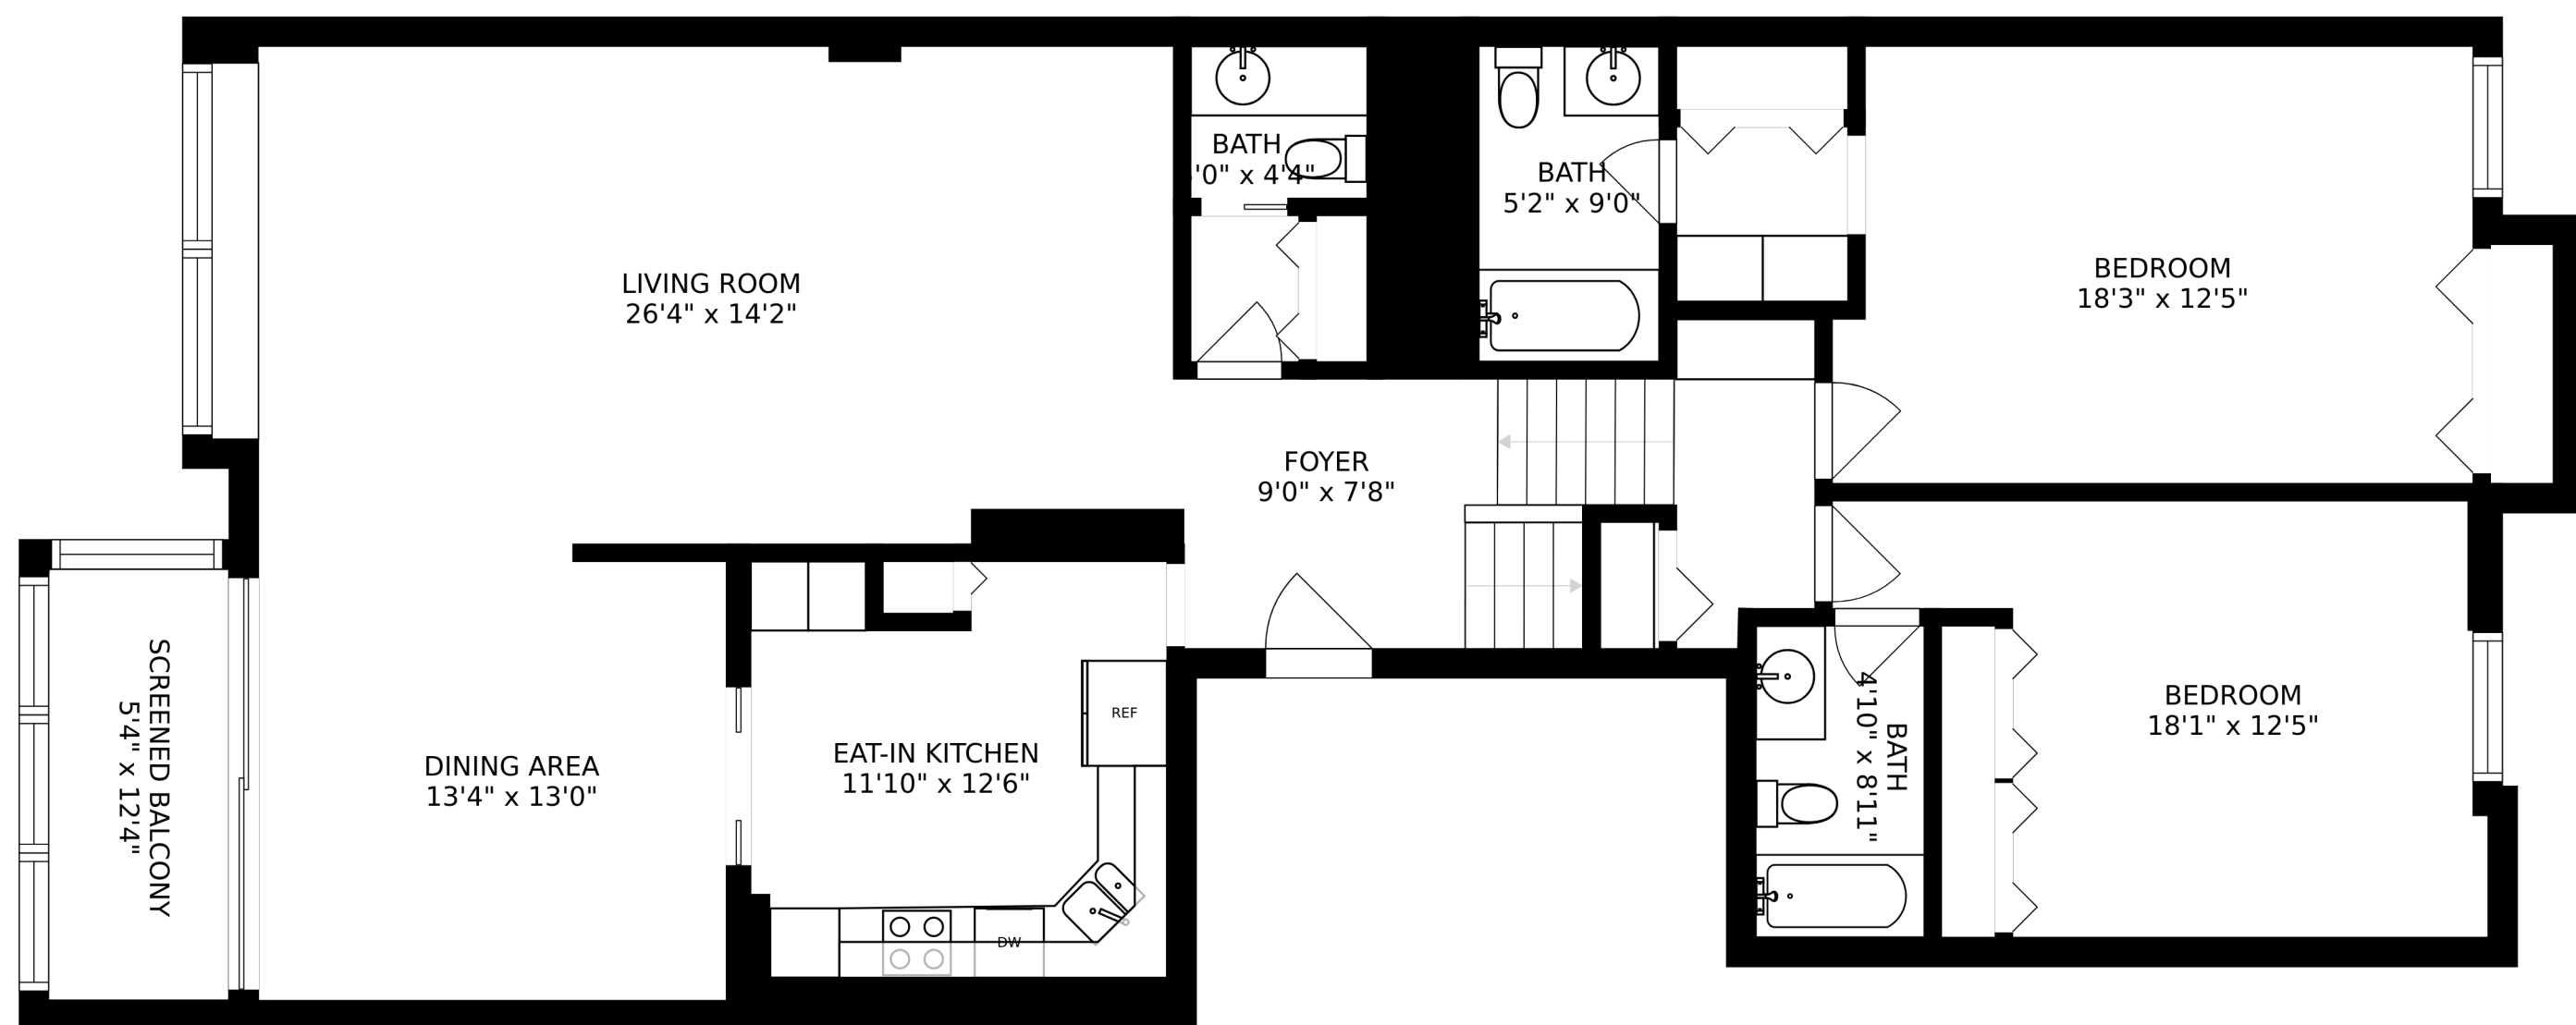 BATH
'0" x 4'4"
BATH
5'2" x 9'0"
LIVING ROOM
26'4" x 14'2"
BEDROOM
18'3" x 12'5"
FOYER
9'0" x 7'8"
SCREENED BALCONY
5'4" x 12'4"
DINING AREA
13'4" x 13'0"
EAT-IN KITCHEN
11'10" x 12'6"
REF
DW
BATH
4'10" x 8'11"
BEDROOM
18'1" x 12'5"